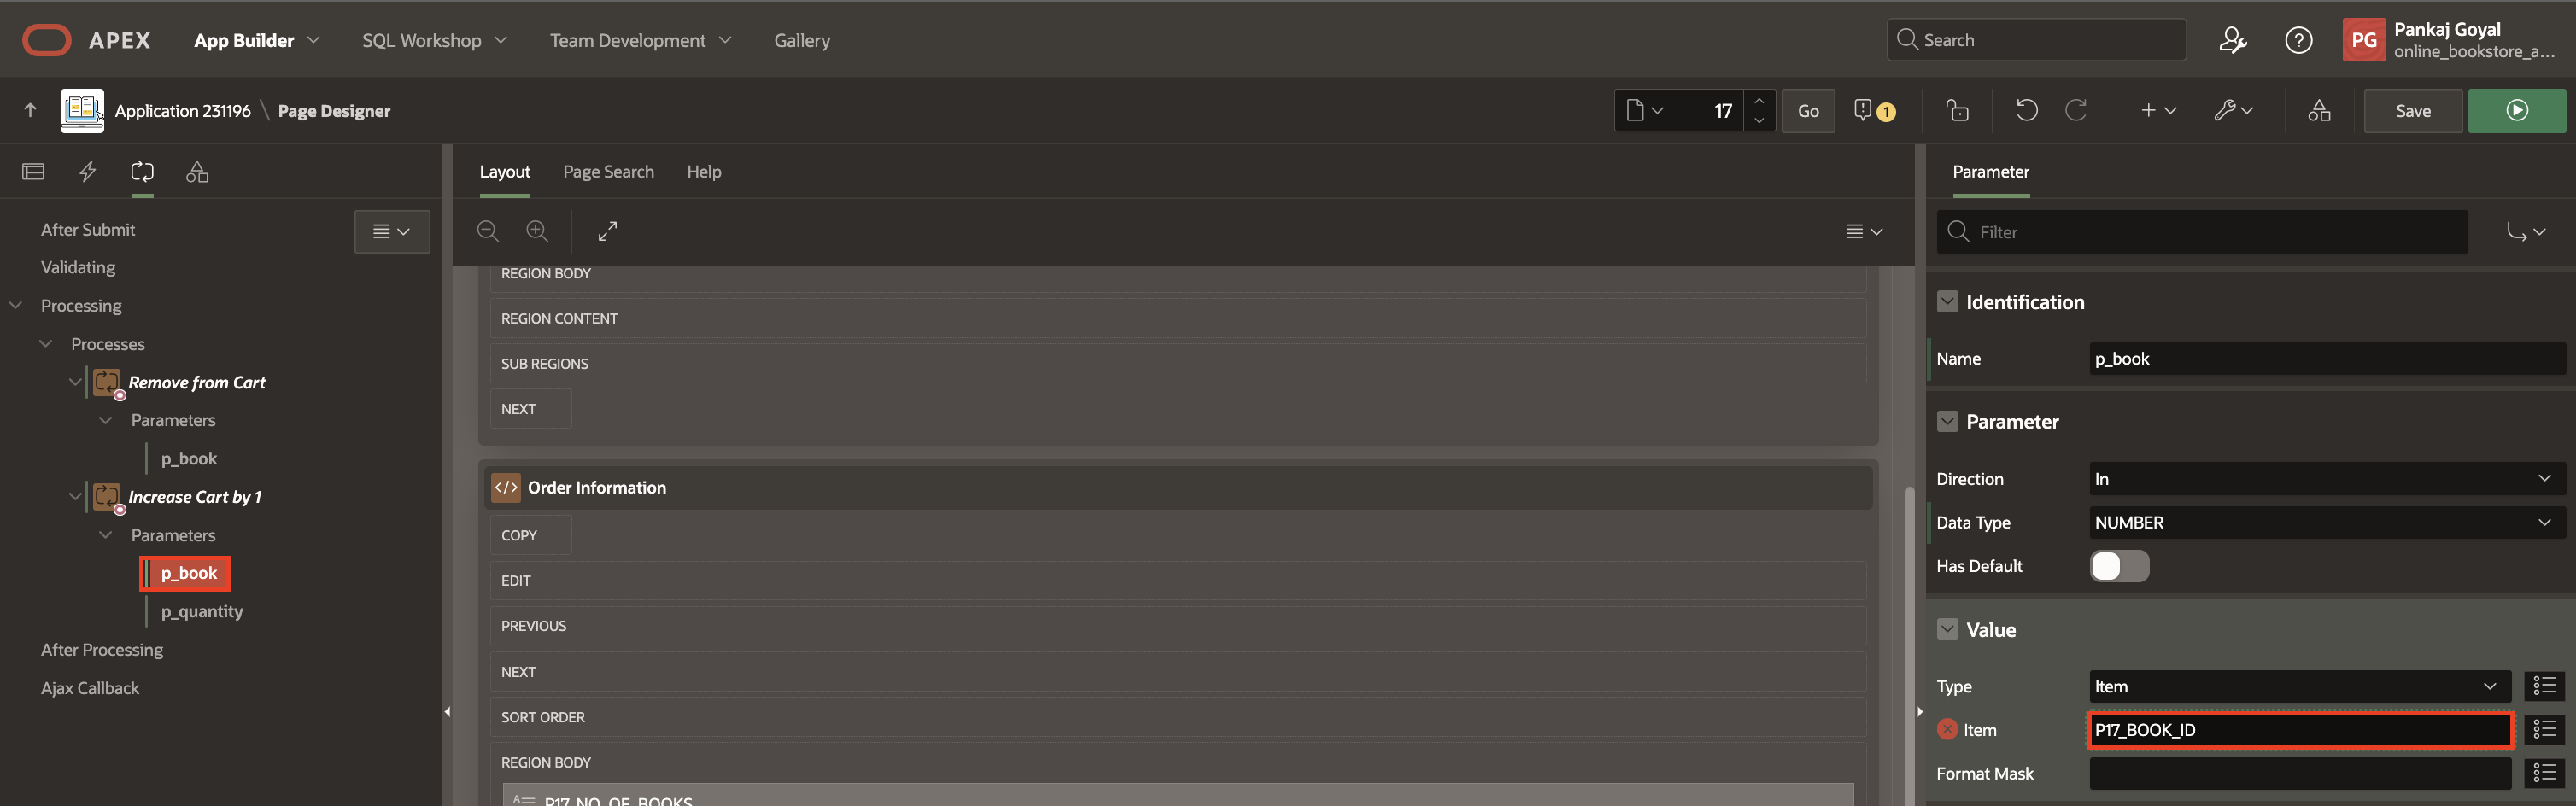 APEX
App Builder
SQL Workshop
Team Development
Gallery
Search
PG
Pankaj Goyal
online_bookstore_a...
Application 231196 \ Page Designer
17
Go
1
Save
After Submit
Validating
Processing
Processes
Remove from Cart
Parameters
p_book
Increase Cart by 1
Parameters
p_book
p_quantity
After Processing
Ajax Callback
Layout
Page Search
Help
REGION BODY
REGION CONTENT
SUB REGIONS
NEXT
</> Order Information
COPY
EDIT
PREVIOUS
NEXT
SORT ORDER
REGION BODY
P17_NO_OF_BOOKS
Parameter
Filter
Identification
Name p_book
Parameter
Direction In
Data Type NUMBER
Has Default
Value
Type Item
Item P17_BOOK_ID
Format Mask